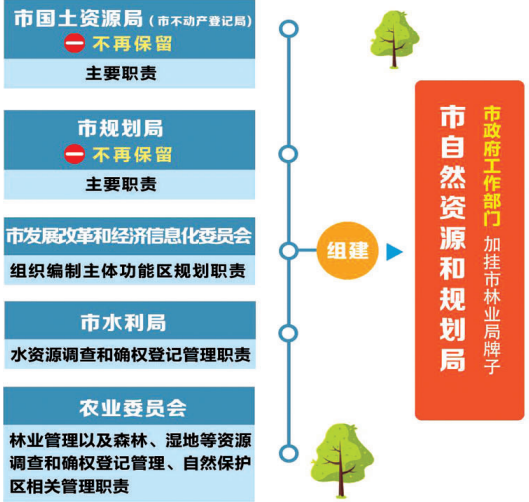 市国土资源局（市不动产登记局）
不再保留
主要职责
市规划局
不再保留
主要职责
市发展改革和经济信息化委员会
组织编制主体功能区规划职责
市水利局
水资源调查和确权登记管理职责
农业委员会
林业管理以及森林、湿地等资源
调查和确权登记管理、自然保护
区相关管理职责
组建
市自然资源和规划局
市政府工作部门 加挂市林业局牌子